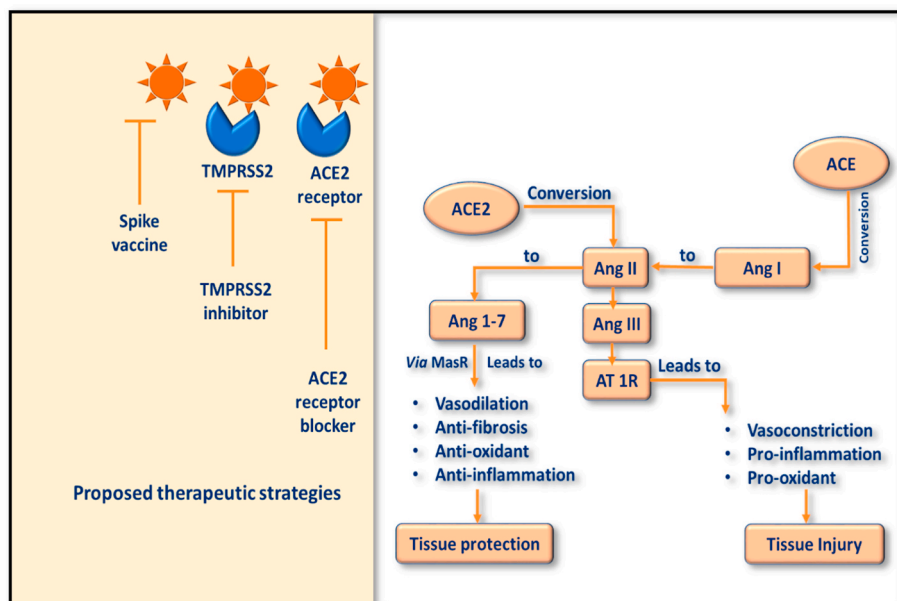 TMPRSS2
ACE2
receptor
Spike
vaccine
TMPRSS2
inhibitor
ACE2
receptor
blocker
Proposed therapeutic strategies
ACE
ACE2
Conversion
Conversion
to
Ang II
to
Ang I
Ang 1-7
Ang III
Via MasR
Leads to
AT 1R
Leads to
• Vasodilation
• Anti-fibrosis
• Anti-oxidant
• Anti-inflammation
• Vasoconstriction
• Pro-inflammation
• Pro-oxidant
Tissue protection
Tissue Injury